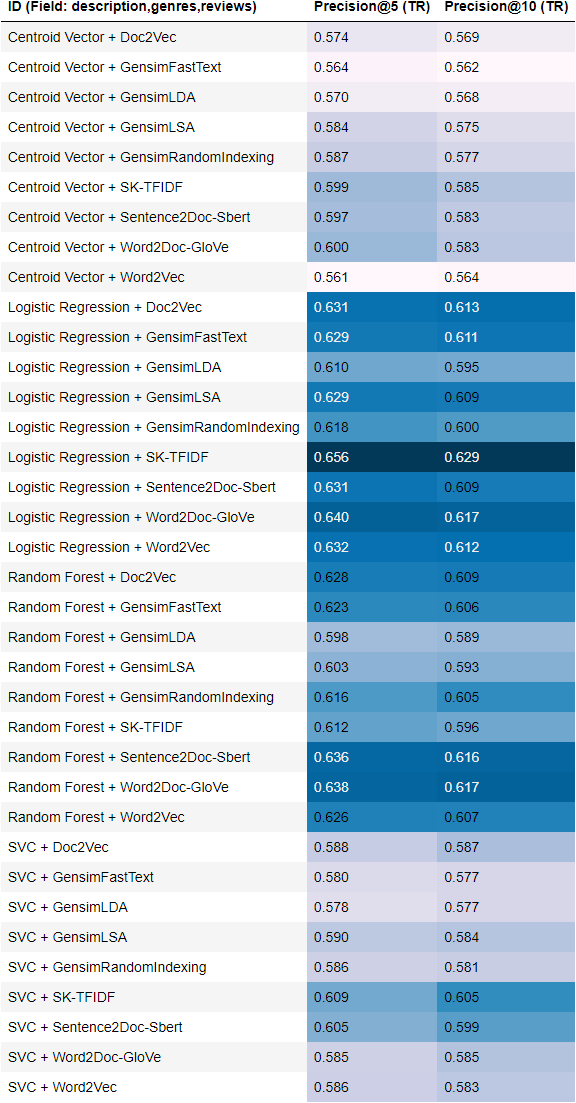 ID (Field: description,genres,reviews) Precision@5 (TR) Precision@10 (TR)
Centroid Vector + Doc2Vec 0.574 0.569
Centroid Vector + GensimFastText 0.564 0.562
Centroid Vector + GensimLDA 0.570 0.568
Centroid Vector + GensimLSA 0.584 0.575
Centroid Vector + GensimRandomIndexing 0.587 0.577
Centroid Vector + SK-TFIDF 0.599 0.585
Centroid Vector + Sentence2Doc-Sbert 0.597 0.583
Centroid Vector + Word2Doc-GloVe 0.600 0.583
Centroid Vector + Word2Vec 0.561 0.564
Logistic Regression + Doc2Vec 0.631 0.613
Logistic Regression + GensimFastText 0.629 0.611
Logistic Regression + GensimLDA 0.610 0.595
Logistic Regression + GensimLSA 0.629 0.609
Logistic Regression + GensimRandomIndexing 0.618 0.600
Logistic Regression + SK-TFIDF 0.656 0.629
Logistic Regression + Sentence2Doc-Sbert 0.631 0.609
Logistic Regression + Word2Doc-GloVe 0.640 0.617
Logistic Regression + Word2Vec 0.632 0.612
Random Forest + Doc2Vec 0.628 0.609
Random Forest + GensimFastText 0.623 0.606
Random Forest + GensimLDA 0.598 0.589
Random Forest + GensimLSA 0.603 0.593
Random Forest + GensimRandomIndexing 0.616 0.605
Random Forest + SK-TFIDF 0.612 0.596
Random Forest + Sentence2Doc-Sbert 0.636 0.616
Random Forest + Word2Doc-GloVe 0.638 0.617
Random Forest + Word2Vec 0.626 0.607
SVC + Doc2Vec 0.588 0.587
SVC + GensimFastText 0.580 0.577
SVC + GensimLDA 0.578 0.577
SVC + GensimLSA 0.590 0.584
SVC + GensimRandomIndexing 0.586 0.581
SVC + SK-TFIDF 0.609 0.605
SVC + Sentence2Doc-Sbert 0.605 0.599
SVC + Word2Doc-GloVe 0.585 0.585
SVC + Word2Vec 0.586 0.583